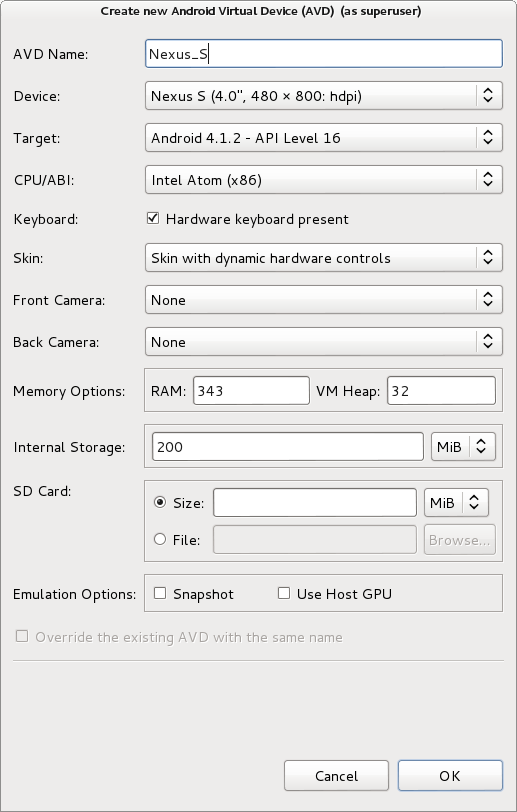 Create new Android Virtual Device (AVD) (as superuser)
AVD Name: Nexus_S
Device: Nexus S (4.0", 480 × 800: hdpi)
Target: Android 4.1.2 - API Level 16
CPU/ABI: Intel Atom (x86)
Keyboard: Hardware keyboard present
Skin: Skin with dynamic hardware controls
Front Camera: None
Back Camera: None
Memory Options: RAM: 343 VM Heap: 32
Internal Storage: 200 MiB
SD Card:
Size: MiB
File: Browse...
Emulation Options: Snapshot Use Host GPU
Override the existing AVD with the same name
Cancel OK